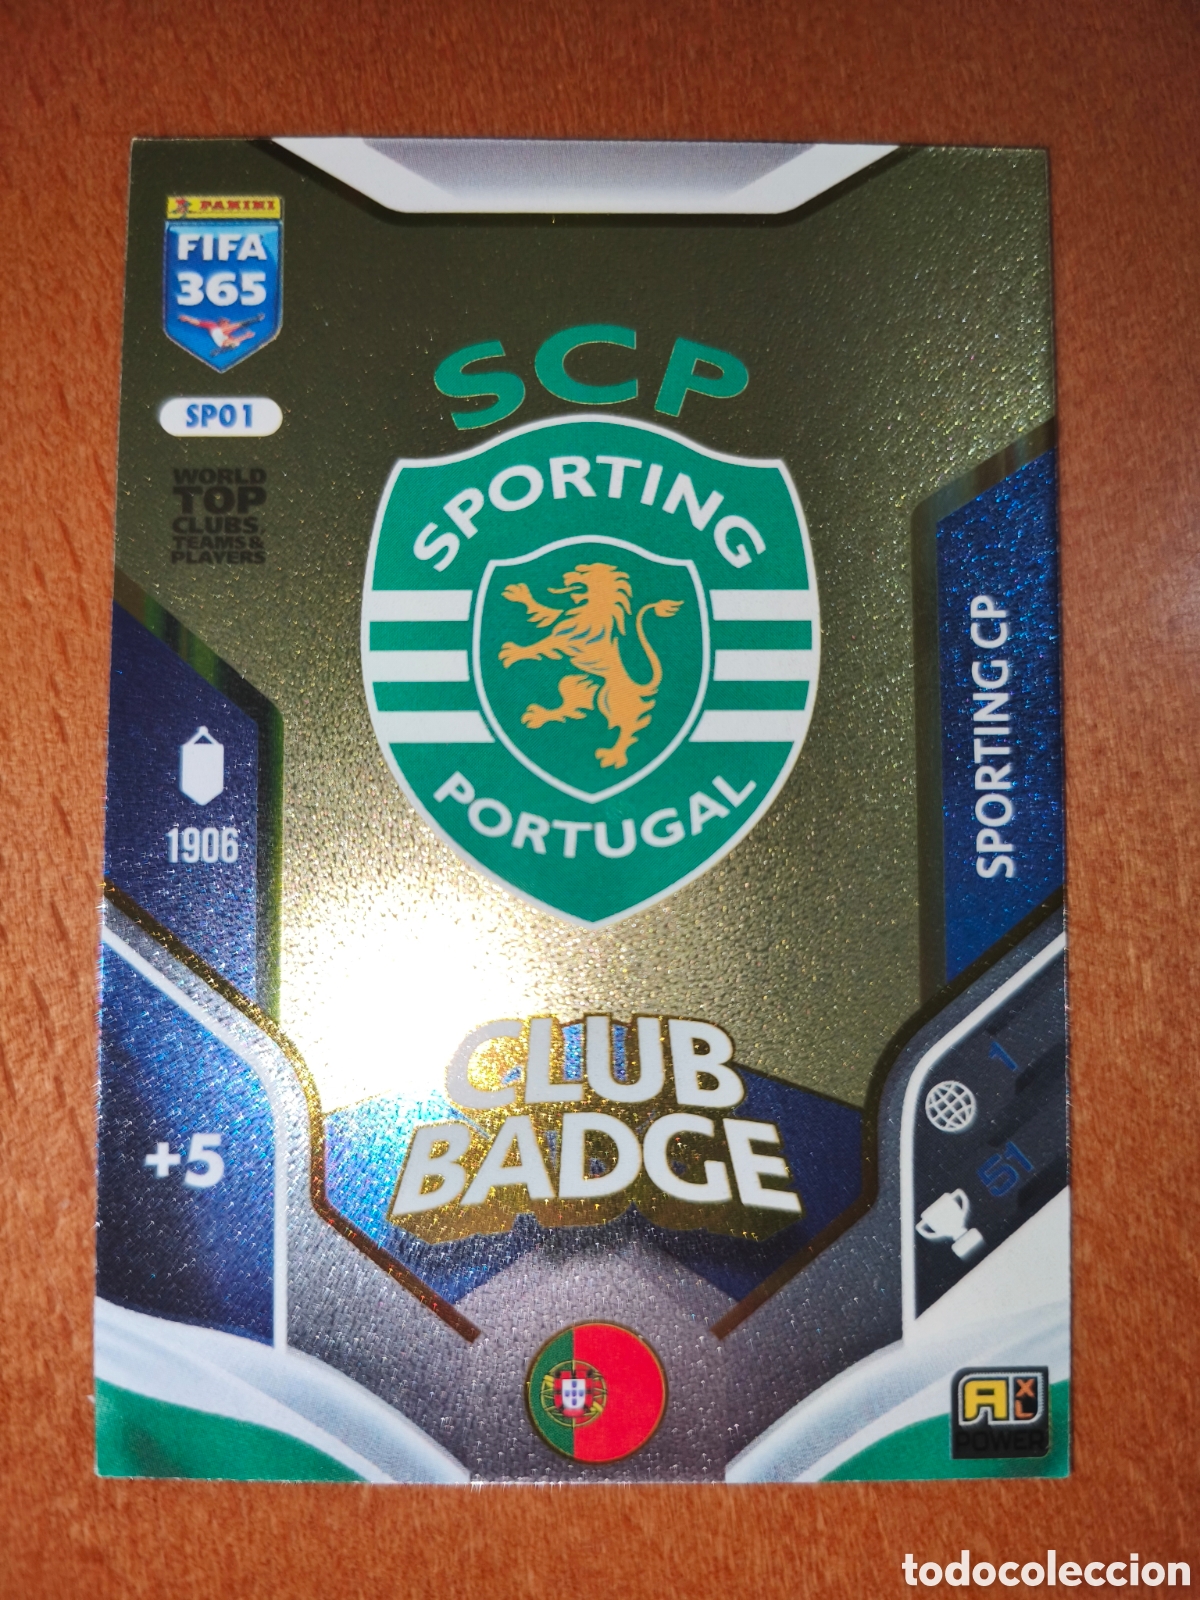 PANINI
FIFA
365
SP01
WORLD
TOP
CLUBS,
TEAMS &
PLAYERS
SCP
SPORTING
PORTUGAL
SPORTING CP
1906
CLUB
BADGE
+5
1
51
AXL
POWER
todocoleccion